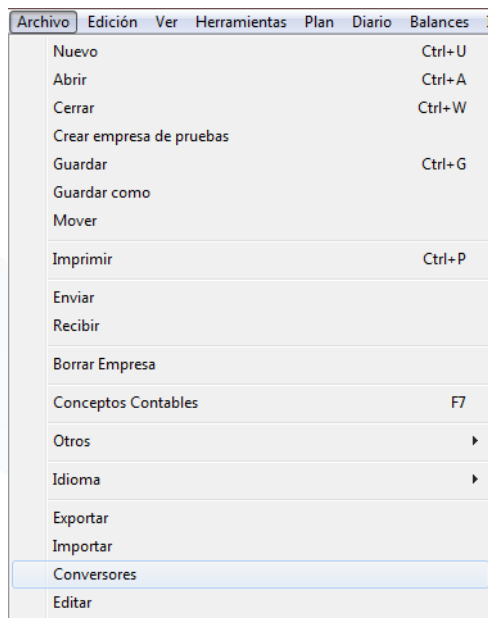 Archivo Edición Ver Herramientas Plan Diario Balances
Nuevo Ctrl+U
Abrir Ctrl+A
Cerrar Ctrl+W
Crear empresa de pruebas
Guardar Ctrl+G
Guardar como
Mover
Imprimir Ctrl+P
Enviar
Recibir
Borrar Empresa
Conceptos Contables F7
Otros
Idioma
Exportar
Importar
Conversores
Editar